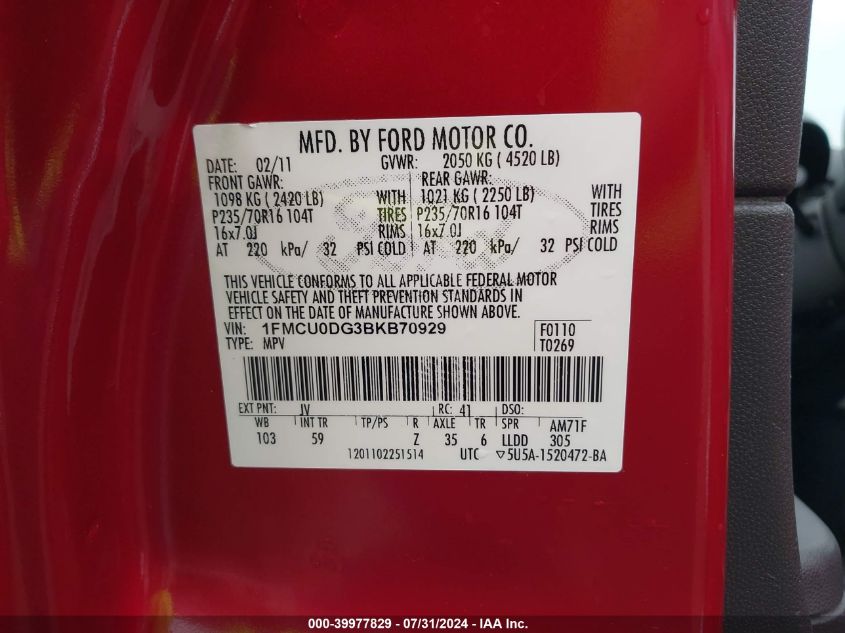 MFD. BY FORD MOTOR CO.
DATE: 02/11 GVWR: 2050 KG ( 4520 LB)
FRONT GAWR: REAR GAWR:
1098 KG ( 2420 LB) WITH 1021 KG ( 2250 LB) WITH
P235/70R16 104T TIRES P235/70R16 104T TIRES
16x7.0J RIMS 16x7.0J RIMS
AT 220 kPa/ 32 PSI COLD AT 220 kPa/ 32 PSI COLD
THIS VEHICLE CONFORMS TO ALL APPLICABLE FEDERAL MOTOR
VEHICLE SAFETY AND THEFT PREVENTION STANDARDS IN
EFFECT ON THE DATE OF MANUFACTURE SHOWN ABOVE.
VIN: 1FMCU0DG3BKB70929 F0110
TYPE: MPV T0269
EXT PNT: JV RC: 41 DSO:
WB INT TR TP/PS R AXLE TR SPR AM71F
103 59 Z 35 6 LLDD 305
1201102251514 UTC ▽5U5A-1520472-BA
000-39977829 - 07/31/2024 - IAA Inc.